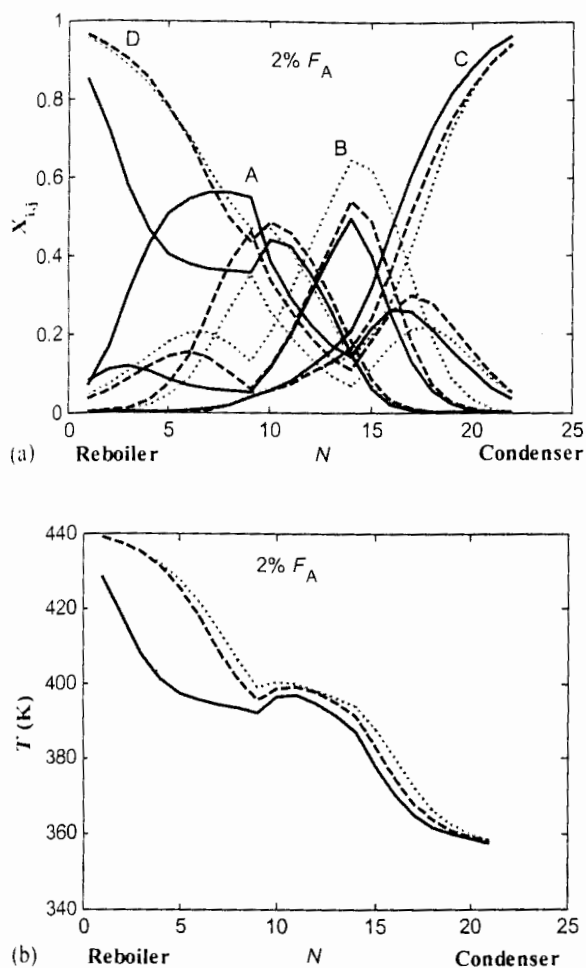 1
0.8
0.6
0.4
0.2
0
X_{i,j}
D
2% F_A
C
A
B
0 5 10 15 20 25
(a) Reboiler N Condenser
440
420
400
380
360
340
T (K)
2% F_A
0 5 10 15 20 25
(b) Reboiler N Condenser